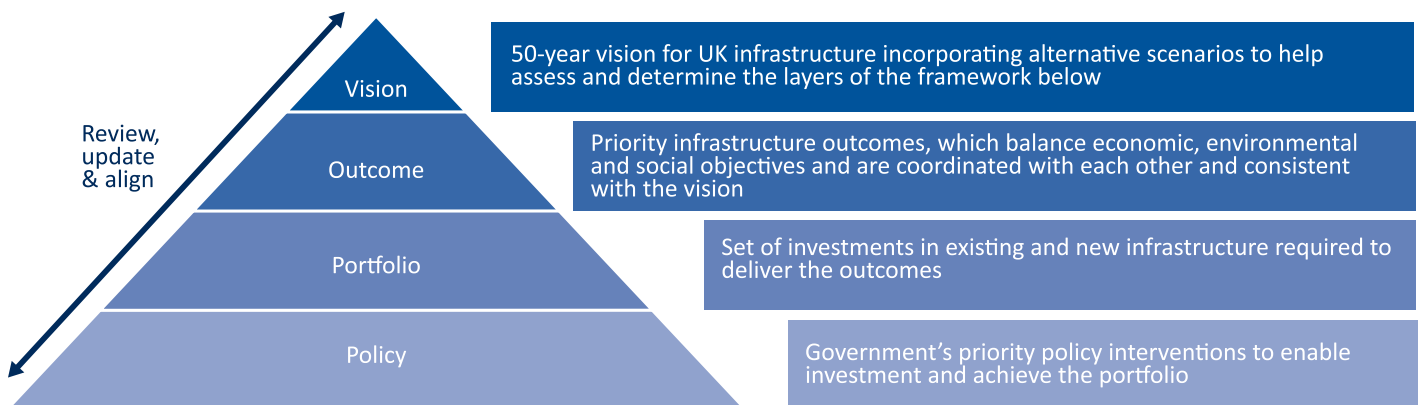 Review,
update
& align
Vision
50-year vision for UK infrastructure incorporating alternative scenarios to help
assess and determine the layers of the framework below
Outcome
Priority infrastructure outcomes, which balance economic, environmental
and social objectives and are coordinated with each other and consistent
with the vision
Portfolio
Set of investments in existing and new infrastructure required to
deliver the outcomes
Policy
Government’s priority policy interventions to enable
investment and achieve the portfolio